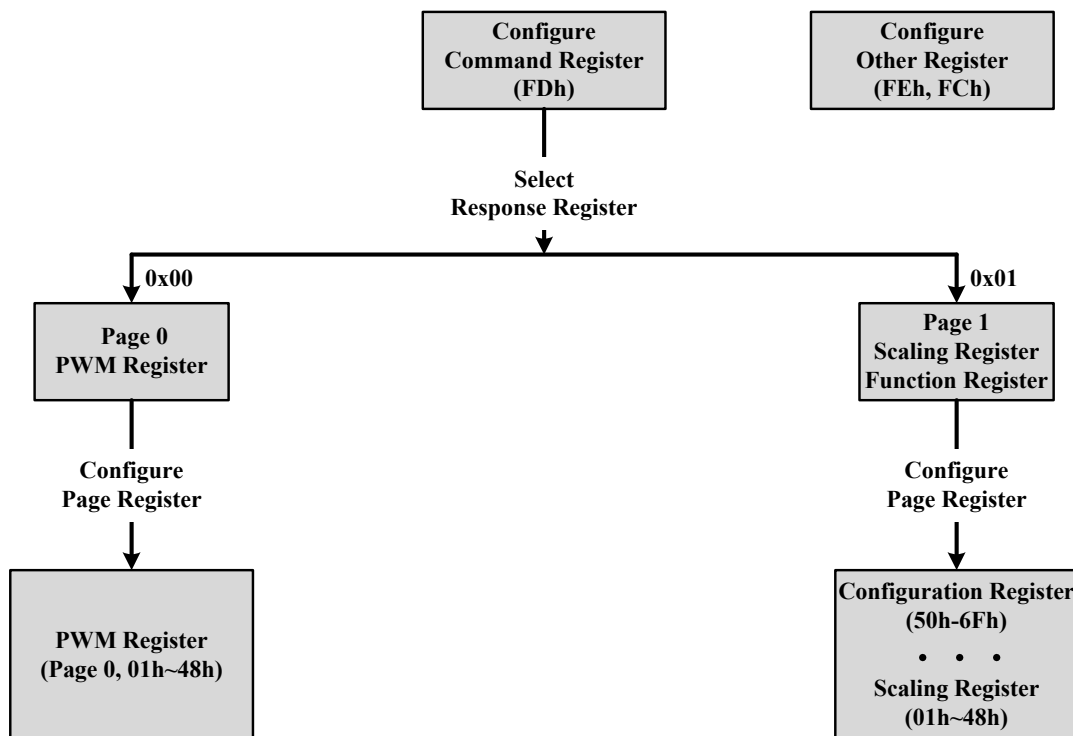 Configure
Command Register
(FDh)
Configure
Other Register
(FEh, FCh)
Select
Response Register
0x00
0x01
Page 0
PWM Register
Page 1
Scaling Register
Function Register
Configure
Page Register
Configure
Page Register
PWM Register
(Page 0, 01h~48h)
Configuration Register
(50h-6Fh)
• • •
Scaling Register
(01h~48h)